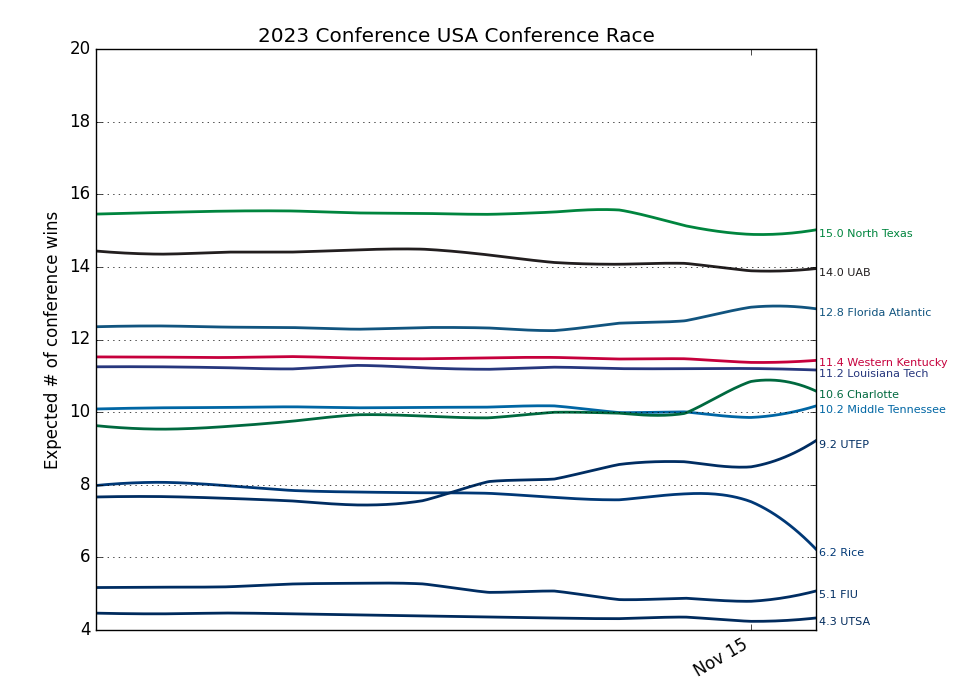 2023 Conference USA Conference Race
Expected # of conference wins
20
18
16
14
12
10
8
6
4
15.0 North Texas
14.0 UAB
12.8 Florida Atlantic
11.4 Western Kentucky
11.2 Louisiana Tech
10.6 Charlotte
10.2 Middle Tennessee
9.2 UTEP
6.2 Rice
5.1 FIU
4.3 UTSA
Nov 15